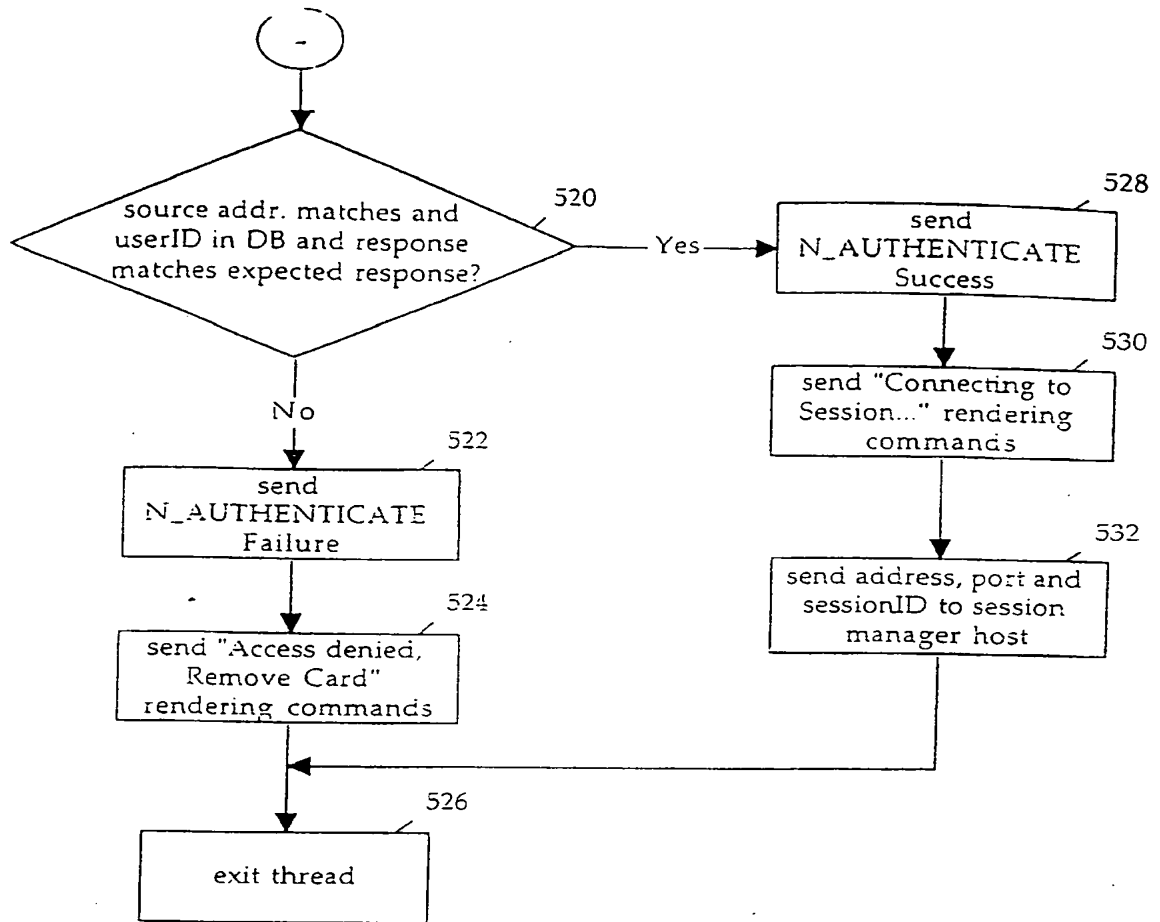 520
source addr. matches and
userID in DB and response
matches expected response?
Yes
528
send
N_AUTHENTICATE
Success
530
send "Connecting to
Session..." rendering
commands
532
send address, port and
sessionID to session
manager host
No
522
send
N_AUTHENTICATE
Failure
524
send "Access denied,
Remove Card"
rendering commands
526
exit thread